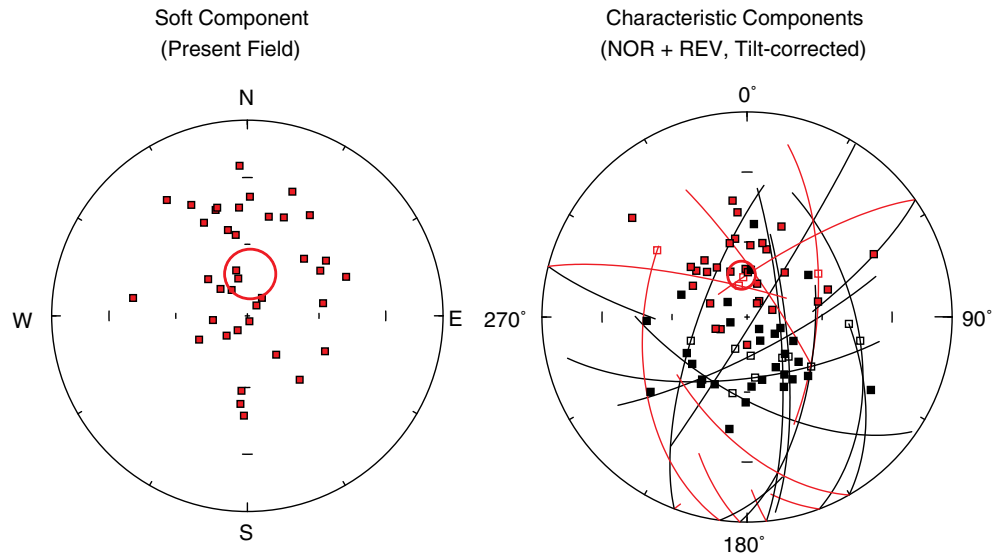 Soft Component
(Present Field)
N
W
E
S
Characteristic Components
(NOR + REV, Tilt-corrected)
0°
270°
90°
180°